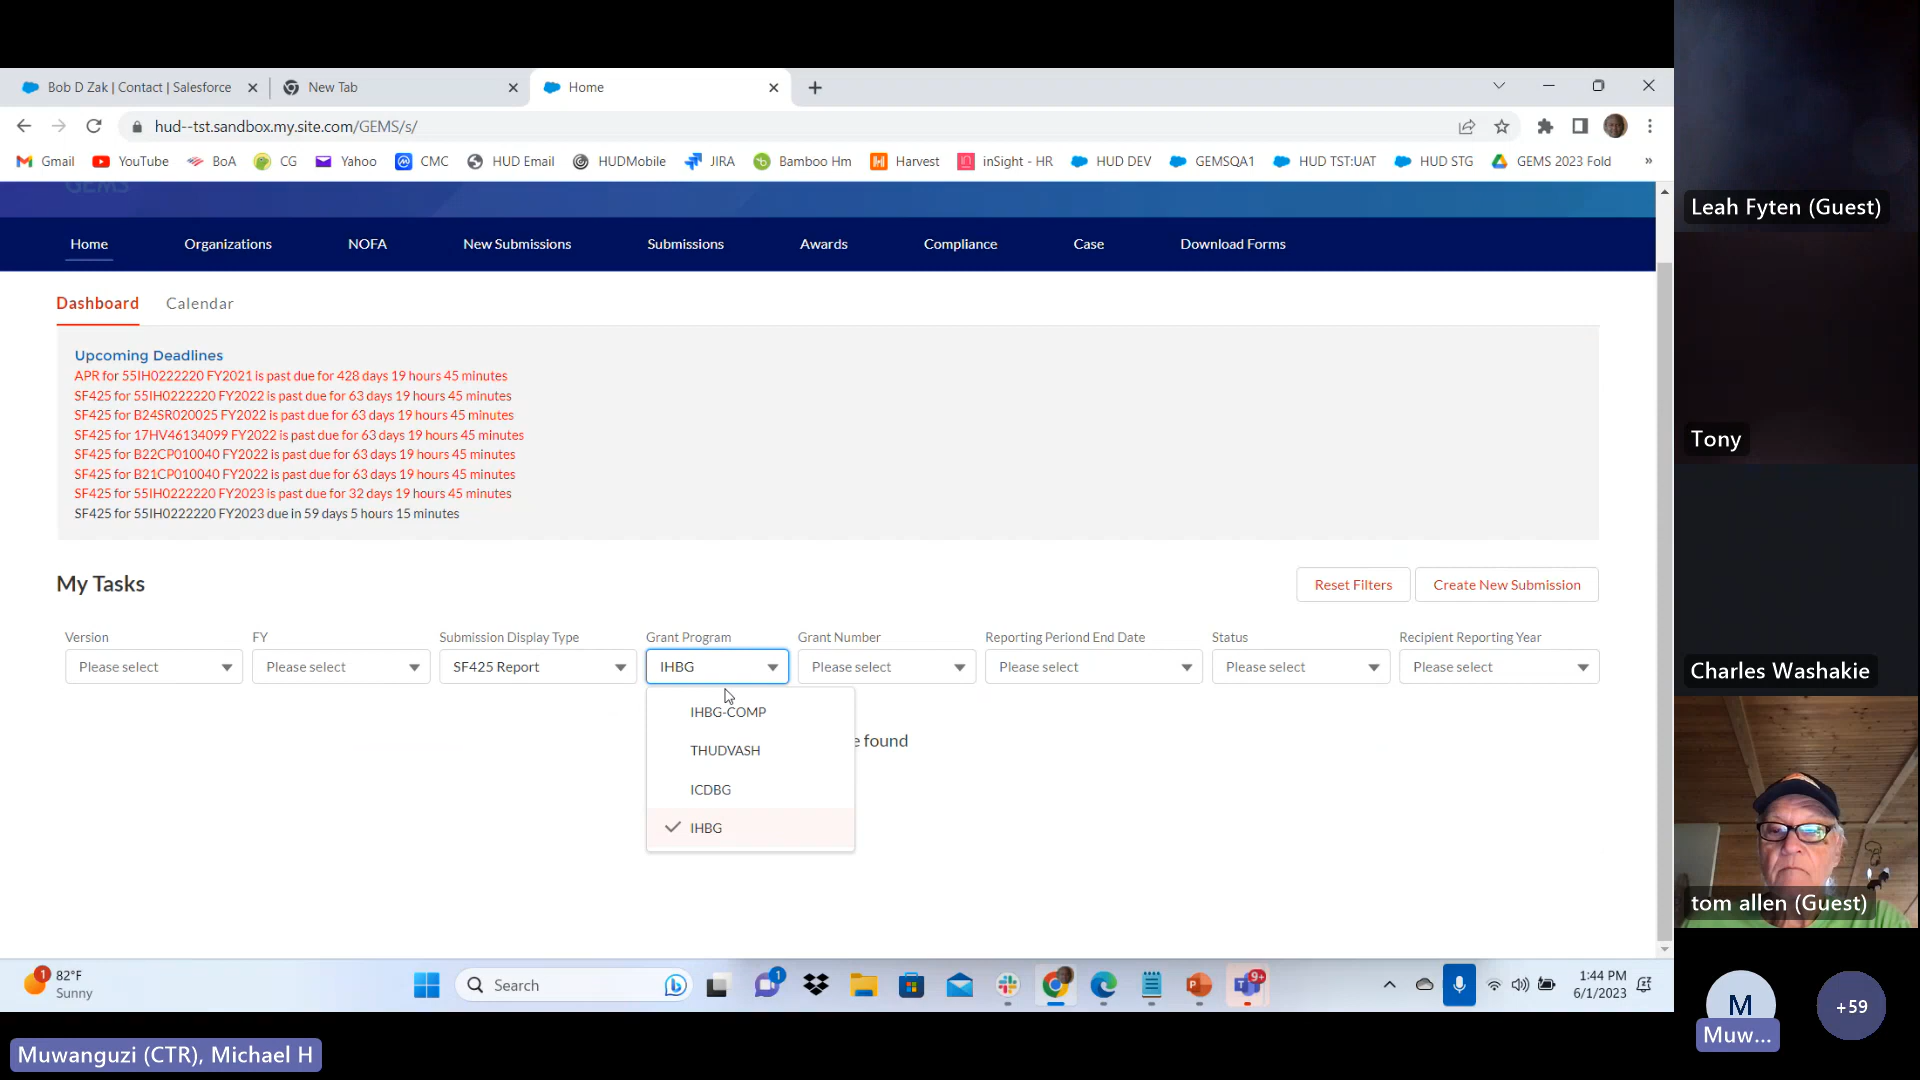 Bob D Zak | Contact | Salesforce
New Tab
Home
hud--tst.sandbox.my.site.com/GEMS/s/
Gmail
YouTube
BoA
CG
Yahoo
CMC
HUD Email
HUDMobile
JIRA
Bamboo Hm
Harvest
inSight - HR
HUD DEV
GEMSQA1
HUD TST:UAT
HUD STG
GEMS 2023 Fold
»
GEMS
Home
Organizations
NOFA
New Submissions
Submissions
Awards
Compliance
Case
Download Forms
Dashboard
Calendar
Upcoming Deadlines
APR for 55IH0222220 FY2021 is past due for 428 days 19 hours 45 minutes
SF425 for 55IH0222220 FY2022 is past due for 63 days 19 hours 45 minutes
SF425 for B24SR020025 FY2022 is past due for 63 days 19 hours 45 minutes
SF425 for 17HV46134099 FY2022 is past due for 63 days 19 hours 45 minutes
SF425 for B22CP010040 FY2022 is past due for 63 days 19 hours 45 minutes
SF425 for B21CP010040 FY2022 is past due for 63 days 19 hours 45 minutes
SF425 for 55IH0222220 FY2023 is past due for 32 days 19 hours 45 minutes
SF425 for 55IH0222220 FY2023 due in 59 days 5 hours 15 minutes
My Tasks
Reset Filters
Create New Submission
Version
FY
Submission Display Type
Grant Program
Grant Number
Reporting Periond End Date
Status
Recipient Reporting Year
Please select
Please select
SF425 Report
IHBG
Please select
Please select
Please select
Please select
IHBG-COMP
THUDVASH
ICDBG
IHBG
e found
1
82°F
Sunny
Search
1
9+
1:44 PM
6/1/2023
Leah Fyten (Guest)
Tony
Charles Washakie
tom allen (Guest)
M
Muw...
+59
Muwanguzi (CTR), Michael H